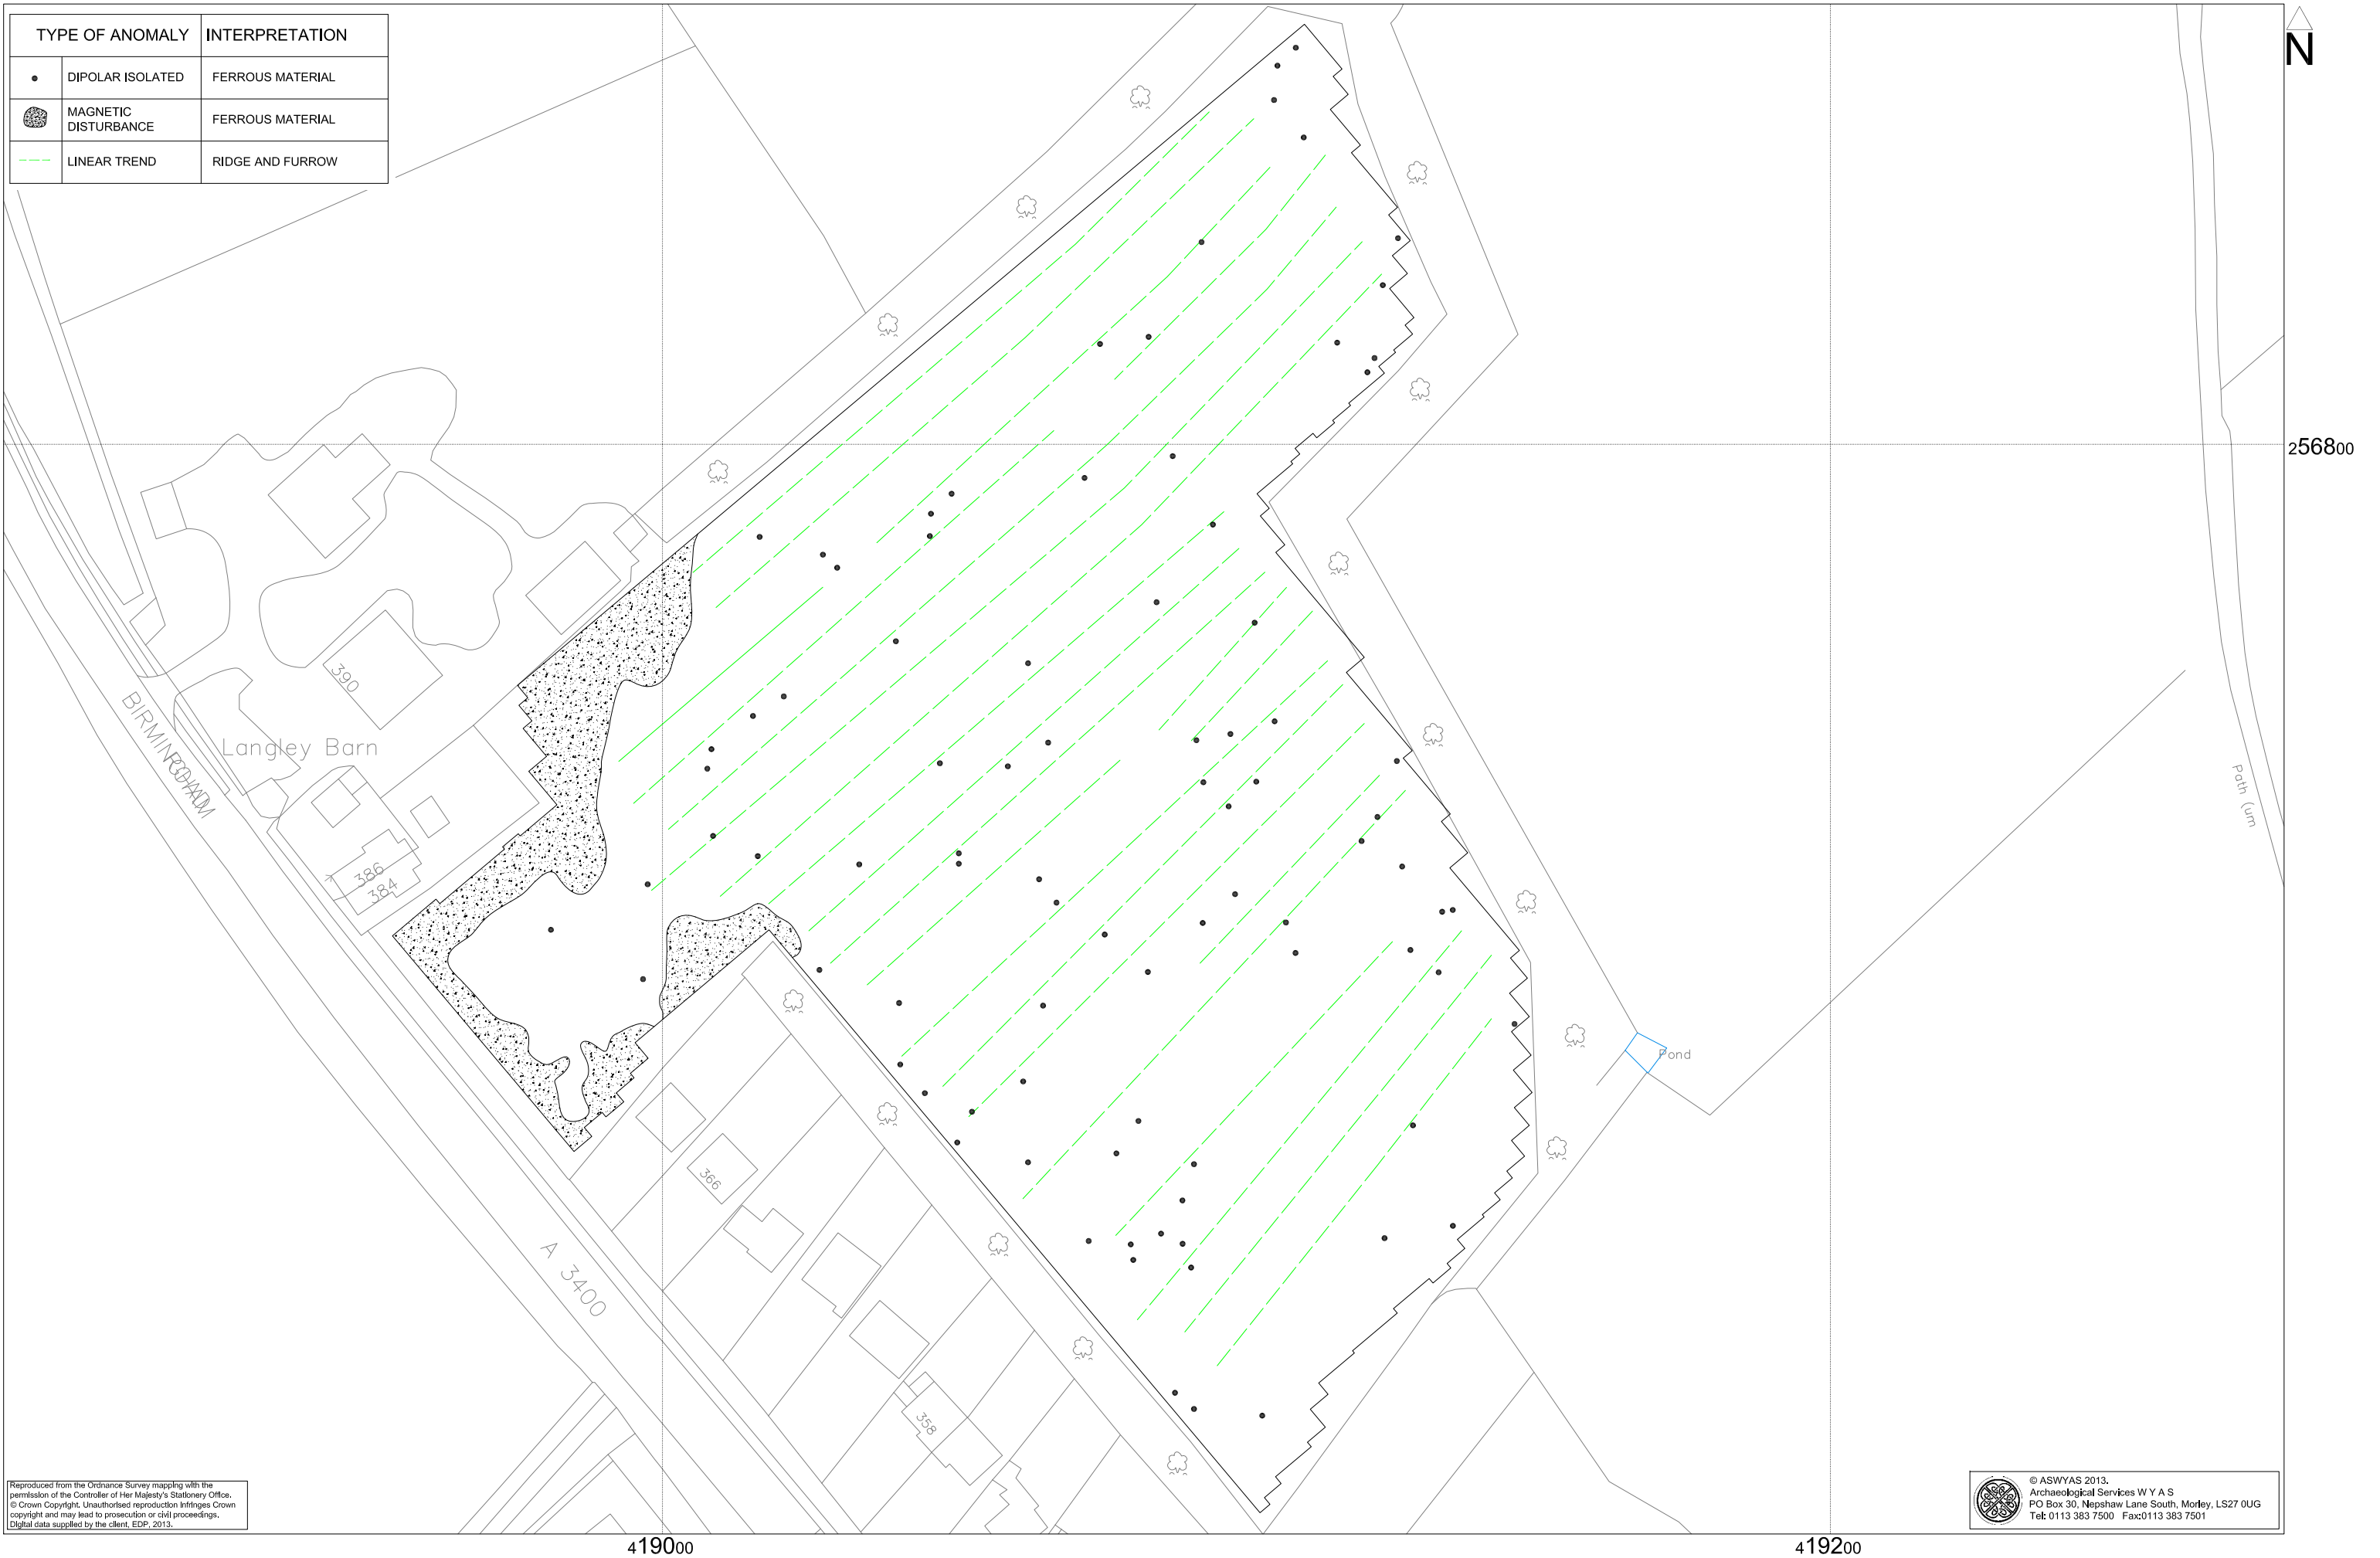 TYPE OF ANOMALY INTERPRETATION
DIPOLAR ISOLATED FERROUS MATERIAL
MAGNETIC
DISTURBANCE FERROUS MATERIAL
LINEAR TREND RIDGE AND FURROW
N
256800
390
BIRMINGHAM
ROAD
Langley Barn
386
384
Path (um
Pond
366
A 3400
358
Reproduced from the Ordnance Survey mapping with the
permission of the Controller of Her Majesty's Stationery Office.
© Crown Copyright. Unauthorised reproduction infringes Crown
copyright and may lead to prosecution or civil proceedings.
Digital data supplied by the client, EDP, 2013.
© ASWYAS 2013.
Archaeological Services W Y A S
PO Box 30, Nepshaw Lane South, Morley, LS27 0UG
Tel: 0113 383 7500 Fax:0113 383 7501
419000
419200